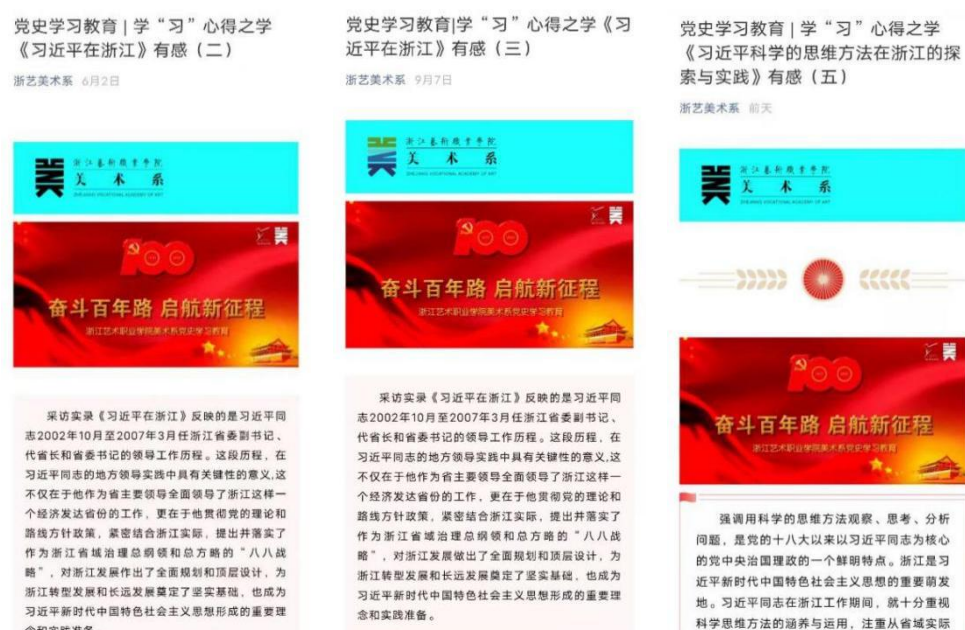 党史学习教育 | 学“习”心得之学
《习近平在浙江》有感（二）
浙艺美术系 6月2日
浙江艺术职业学院
美术系
ZHEJIANG VOCATIONAL ACADEMY OF ART
100
奋斗百年路 启航新征程
浙江艺术职业学院美术系党史学习教育
采访实录《习近平在浙江》反映的是习近平同
志2002年10月至2007年3月任浙江省委副书记、
代省长和省委书记的领导工作历程。这段历程，在
习近平同志的地方领导实践中具有关键性的意义,这
不仅在于他作为省主要领导全面领导了浙江这样一
个经济发达省份的工作，更在于他贯彻党的理论和
路线方针政策，紧密结合浙江实际，提出并落实了
作为浙江省域治理总纲领和总方略的“八八战
略”，对浙江发展作出了全面规划和顶层设计，为
浙江转型发展和长远发展奠定了坚实基础，也成为
习近平新时代中国特色社会主义思想形成的重要理
念和实践准备。
党史学习教育|学“习”心得之学《习
近平在浙江》有感（三）
浙艺美术系 9月7日
浙江艺术职业学院
美术系
ZHEJIANG VOCATIONAL ACADEMY OF ART
100
奋斗百年路 启航新征程
浙江艺术职业学院美术系党史学习教育
采访实录《习近平在浙江》反映的是习近平同
志2002年10月至2007年3月任浙江省委副书记、
代省长和省委书记的领导工作历程。这段历程，在
习近平同志的地方领导实践中具有关键性的意义,这
不仅在于他作为省主要领导全面领导了浙江这样一
个经济发达省份的工作，更在于他贯彻党的理论和
路线方针政策，紧密结合浙江实际，提出并落实了
作为浙江省域治理总纲领和总方略的“八八战
略”，对浙江发展做出了全面规划和顶层设计，为
浙江转型发展和长远发展奠定了坚实基础，也成为
习近平新时代中国特色社会主义思想形成的重要理
念和实践准备。
党史学习教育 | 学“习”心得之学
《习近平科学的思维方法在浙江的探
索与实践》有感（五）
浙艺美术系 前天
浙江艺术职业学院
美术系
ZHEJIANG VOCATIONAL ACADEMY OF ART
100
奋斗百年路 启航新征程
浙江艺术职业学院美术系党史学习教育
强调用科学的思维方法观察、思考、分析
问题，是党的十八大以来以习近平同志为核心
的党中央治国理政的一个鲜明特点。浙江是习
近平新时代中国特色社会主义思想的重要萌发
地。习近平同志在浙江工作期间，就十分重视
科学思维方法的涵养与运用，注重从省域实际